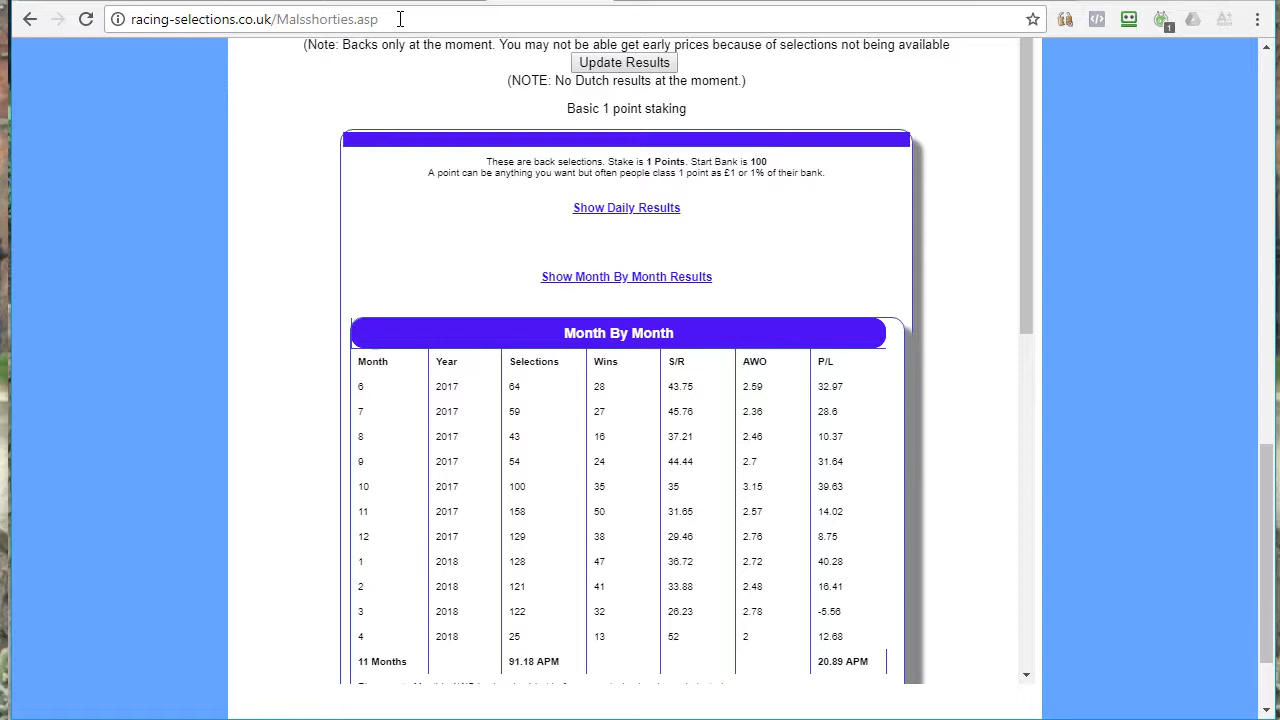 racing-selections.co.uk/Malsshorties.asp
1
(Note: Backs only at the moment. You may not be able get early prices because of selections not being available
Update Results
(NOTE: No Dutch results at the moment.)
Basic 1 point staking
These are back selections. Stake is 1 Points. Start Bank is 100
A point can be anything you want but often people class 1 point as £1 or 1% of their bank.
Show Daily Results
Show Month By Month Results
Month By Month
Month Year Selections Wins S/R AWO P/L
6 2017 64 28 43.75 2.59 32.97
7 2017 59 27 45.76 2.36 28.6
8 2017 43 16 37.21 2.46 10.37
9 2017 54 24 44.44 2.7 31.64
10 2017 100 35 35 3.15 39.63
11 2017 158 50 31.65 2.57 14.02
12 2017 129 38 29.46 2.76 8.75
1 2018 128 47 36.72 2.72 40.28
2 2018 121 41 33.88 2.48 16.41
3 2018 122 32 26.23 2.78 -5.56
4 2018 25 13 52 2 12.68
11 Months 91.18 APM 20.89 APM